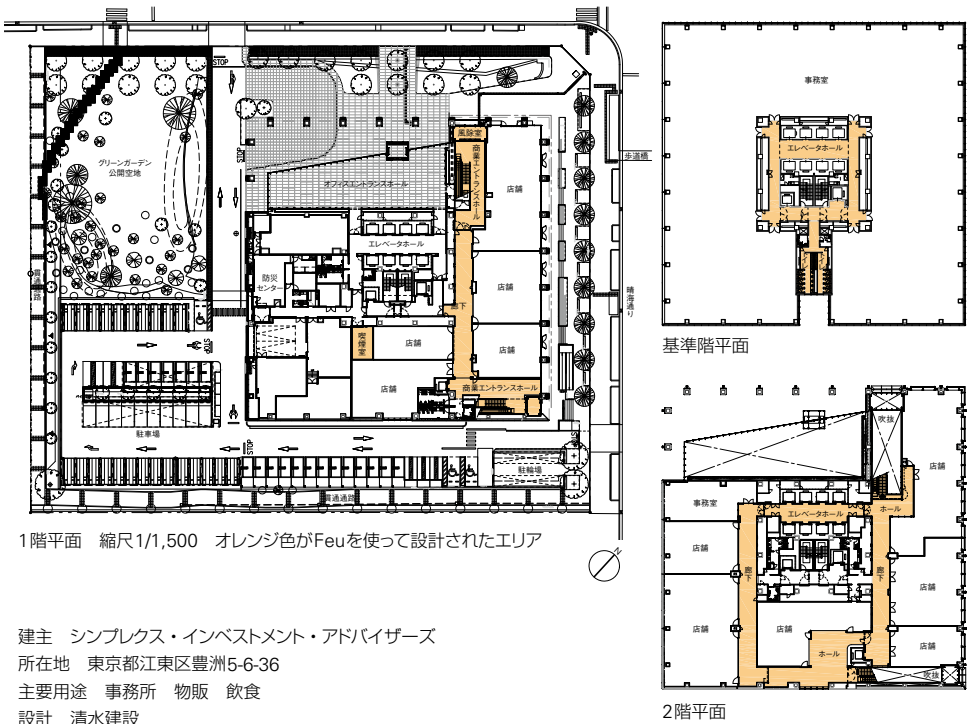 STOP
グリーンガーデン
公開空地
STOP
オフィスエントランスホール
風除室
商業エントランスホール
店舗
歩道橋
エレベータホール
防災
センター
貫通通路
店舗
晴海通り
廊下
喫煙室
店舗
店舗
STOP
店舗
商業エントランスホール
駐車場
STOP
STOP
駐輪場
貫通通路
1階平面 縮尺1/1,500 オレンジ色がFeuを使って設計されたエリア
N
建主 シンプレクス・インベストメント・アドバイザーズ
所在地 東京都江東区豊洲5-6-36
主要用途 事務所 物販 飲食
設計 清水建設
事務室
エレベータホール
基準階平面
吹抜
店舗
事務室
エレベータホール
ホール
店舗
廊下
廊下
店舗
店舗
店舗
ホール
店舗
吹抜
2階平面